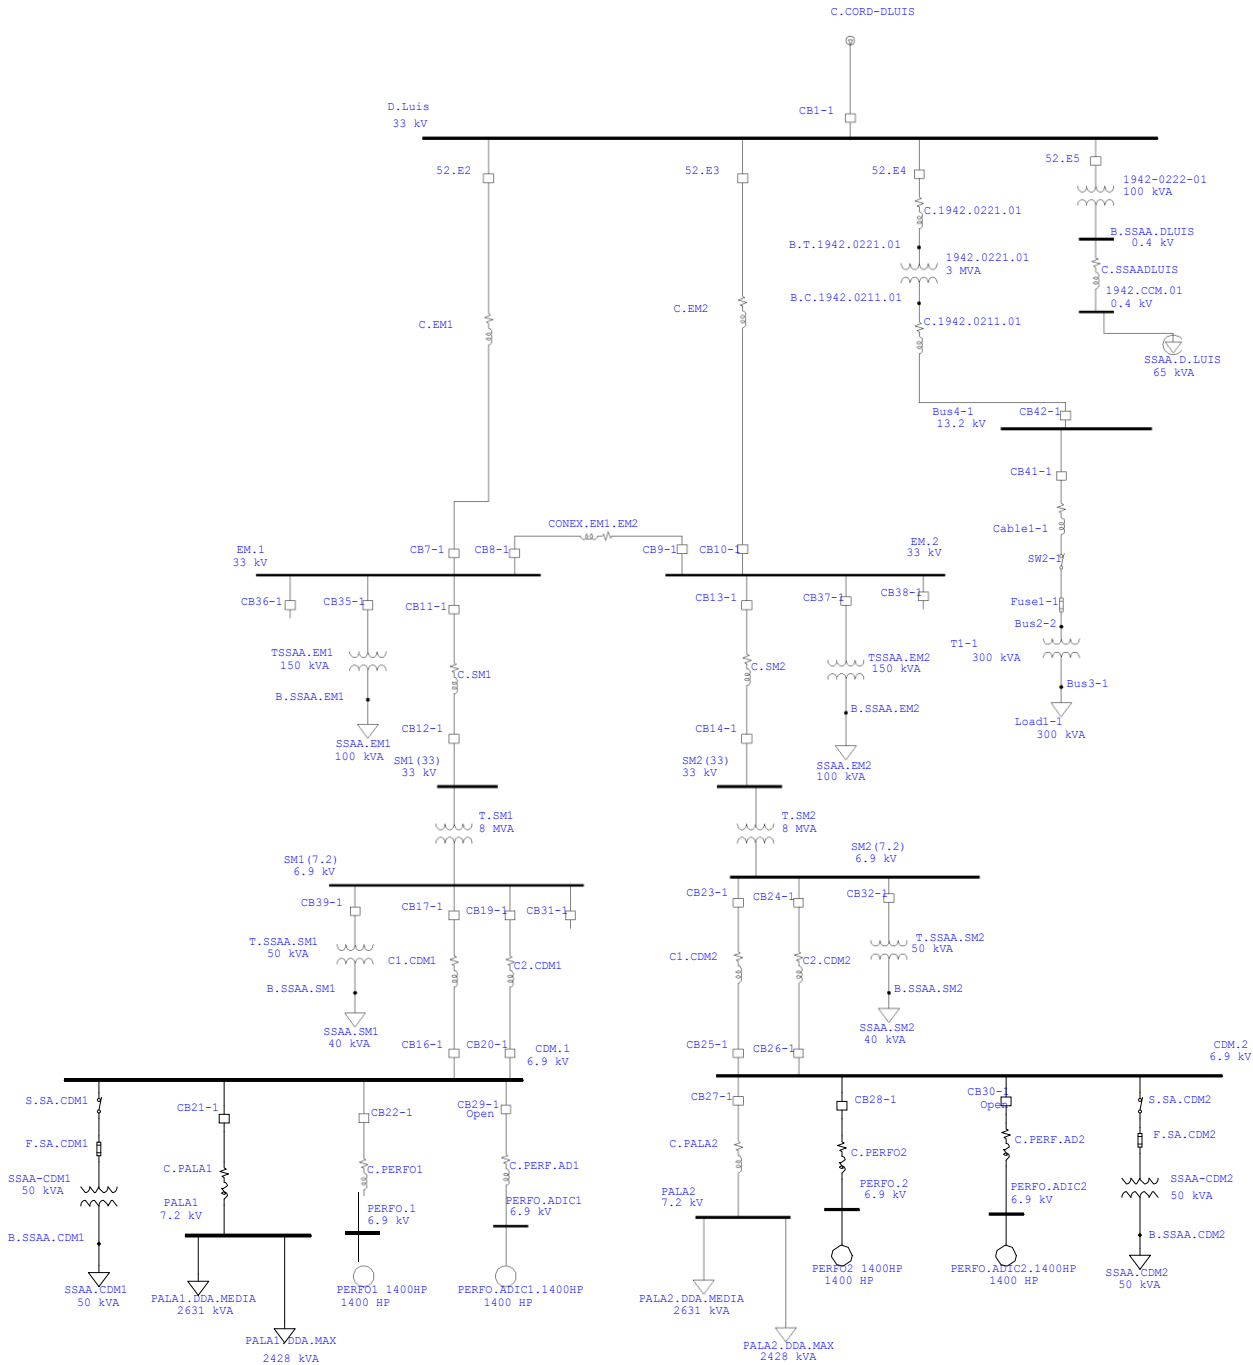 C.CORD-DLUIS
CB1-1
D.Luis
33 kV
52.E2
52.E3
52.E4
52.E5
1942-0222-01
100 kVA
C.1942.0221.01
B.SSAA.DLUIS
0.4 kV
B.T.1942.0221.01
1942.0221.01
3 MVA
C.SSAADLUIS
1942.CCM.01
0.4 kV
B.C.1942.0211.01
C.1942.0211.01
C.EM1
C.EM2
SSAA.D.LUIS
65 kVA
Bus4-1
13.2 kV
CB42-1
CB41-1
Cable1-1
SW2-1
Fuse1-1
Bus2-2
T1-1
300 kVA
Bus3-1
Load1-1
300 kVA
CONEX.EM1.EM2
EM.1
33 kV
CB7-1
CB8-1
CB9-1
CB10-1
EM.2
33 kV
CB36-1
CB35-1
CB11-1
CB13-1
CB37-1
CB38-1
TSSAA.EM1
150 kVA
C.SM1
C.SM2
TSSAA.EM2
150 kVA
B.SSAA.EM1
B.SSAA.EM2
CB12-1
CB14-1
SSAA.EM1
100 kVA
SM1(33)
33 kV
SM2(33)
33 kV
SSAA.EM2
100 kVA
T.SM1
8 MVA
T.SM2
8 MVA
SM1(7.2)
6.9 kV
SM2(7.2)
6.9 kV
CB39-1
CB17-1
CB19-1
CB31-1
CB23-1
CB24-1
CB32-1
T.SSAA.SM1
50 kVA
C1.CDM1
C2.CDM1
C1.CDM2
C2.CDM2
T.SSAA.SM2
50 kVA
B.SSAA.SM1
B.SSAA.SM2
SSAA.SM1
40 kVA
SSAA.SM2
40 kVA
CB16-1
CB20-1
CDM.1
6.9 kV
CB25-1
CB26-1
CDM.2
6.9 kV
S.SA.CDM1
CB21-1
CB22-1
CB29-1
Open
CB27-1
CB28-1
CB30-1
Open
S.SA.CDM2
F.SA.CDM1
C.PALA1
C.PERFO1
C.PERF.AD1
C.PALA2
C.PERFO2
C.PERF.AD2
F.SA.CDM2
SSAA-CDM1
50 kVA
PALA1
7.2 kV
PERFO.1
6.9 kV
PERFO.ADIC1
6.9 kV
PALA2
7.2 kV
PERFO.2
6.9 kV
PERFO.ADIC2
6.9 kV
SSAA-CDM2
50 kVA
B.SSAA.CDM1
B.SSAA.CDM2
SSAA.CDM1
50 kVA
PALA1.DDA.MEDIA
2631 kVA
PERFO1 1400HP
1400 HP
PERFO.ADIC1.1400HP
1400 HP
PALA2.DDA.MEDIA
2631 kVA
PERFO2 1400HP
1400 HP
PERFO.ADIC2.1400HP
1400 HP
SSAA.CDM2
50 kVA
PALA1.DDA.MAX
2428 kVA
PALA2.DDA.MAX
2428 kVA